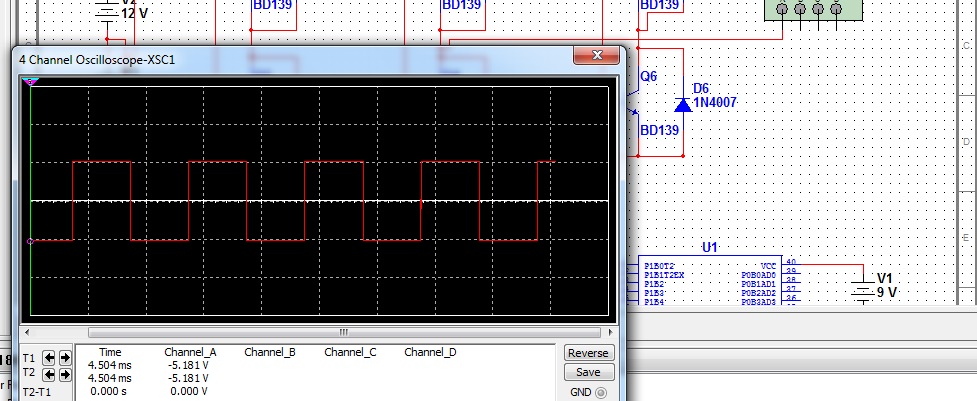 V2
12 V
BD139
BD139
BD139
4 Channel Oscilloscope-XSC1
C
Q6
D6
1N4007
BD139
D
E
U1
P1B0T2 VCC 40
P1B1T2EX P0B0AD0 39
P1B2 P0B1AD1 38
P1B3 P0B2AD2 37
P1B4 P0B3AD3 36
V1
9 V
Time Channel_A Channel_B Channel_C Channel_D
T1 4.504 ms -5.181 V
T2 4.504 ms -5.181 V
T2-T1 0.000 s 0.000 V
Reverse
Save
GND